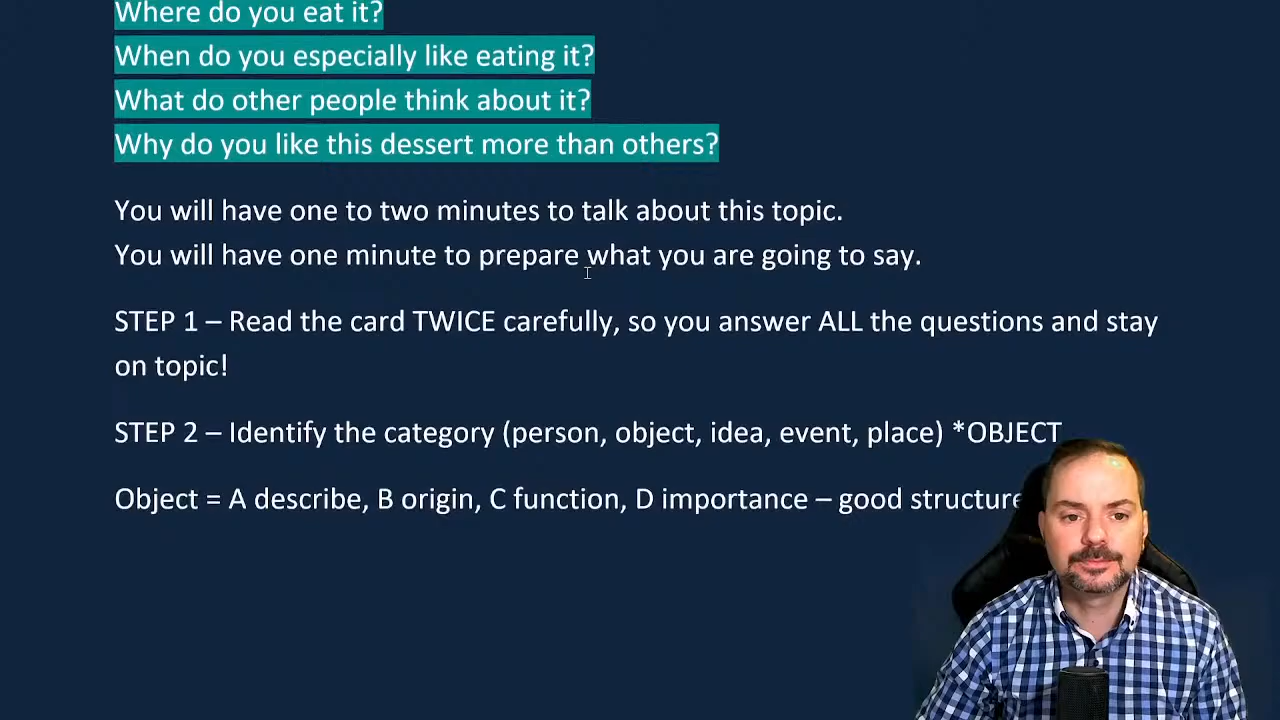 Where do you eat it?
When do you especially like eating it?
What do other people think about it?
Why do you like this dessert more than others?
You will have one to two minutes to talk about this topic.
You will have one minute to prepare what you are going to say.
STEP 1 – Read the card TWICE carefully, so you answer ALL the questions and stay
on topic!
STEP 2 – Identify the category (person, object, idea, event, place) *OBJECT
Object = A describe, B origin, C function, D importance – good structure